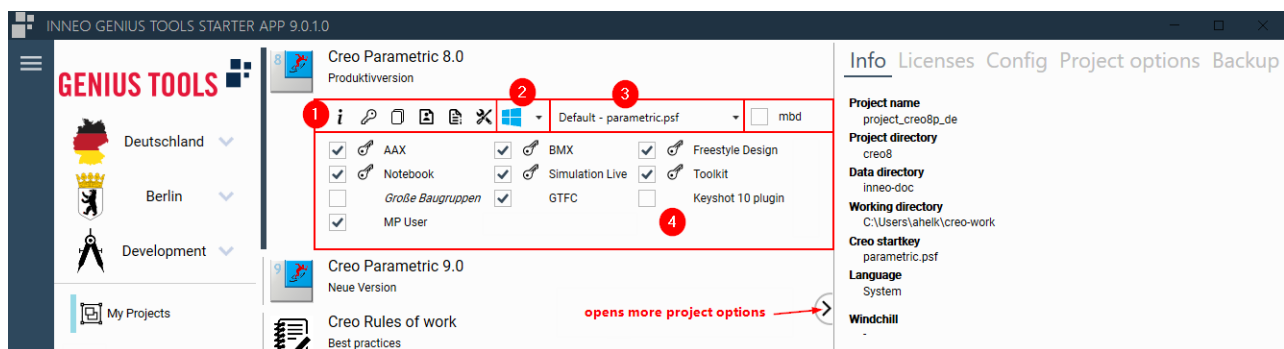 INNEO GENIUS TOOLS STARTER APP 9.0.1.0
GENIUS TOOLS
Deutschland
Berlin
Development
My Projects
8
Creo Parametric 8.0
Produktivversion
1
2
3
Default - parametric.psf
mbd
AAX
BMX
Freestyle Design
Notebook
Simulation Live
Toolkit
Große Baugruppen
GTFC
Keyshot 10 plugin
MP User
4
9
Creo Parametric 9.0
Neue Version
opens more project options
Creo Rules of work
Best practices
Info Licenses Config Project options Backup
Project name
project_creo8p_de
Project directory
creo8
Data directory
inneo-doc
Working directory
C:\Users\ahelk\creo-work
Creo startkey
parametric.psf
Language
System
Windchill
-